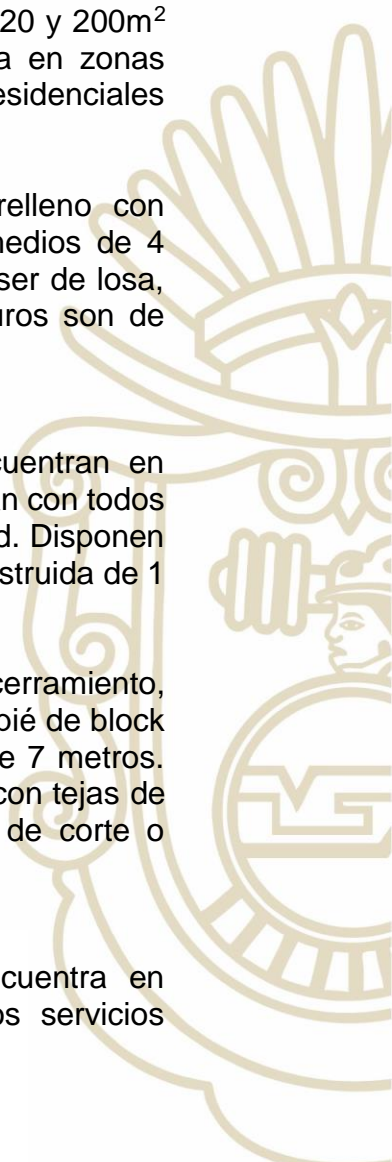 20 y 200m²
a en zonas
esidenciales
relleno con
nedios de 4
ser de losa,
uros son de
cuentran en
n con todos
d. Disponen
struida de 1
cerramiento,
pié de block
e 7 metros.
con tejas de
de corte o
cuentra en
os servicios